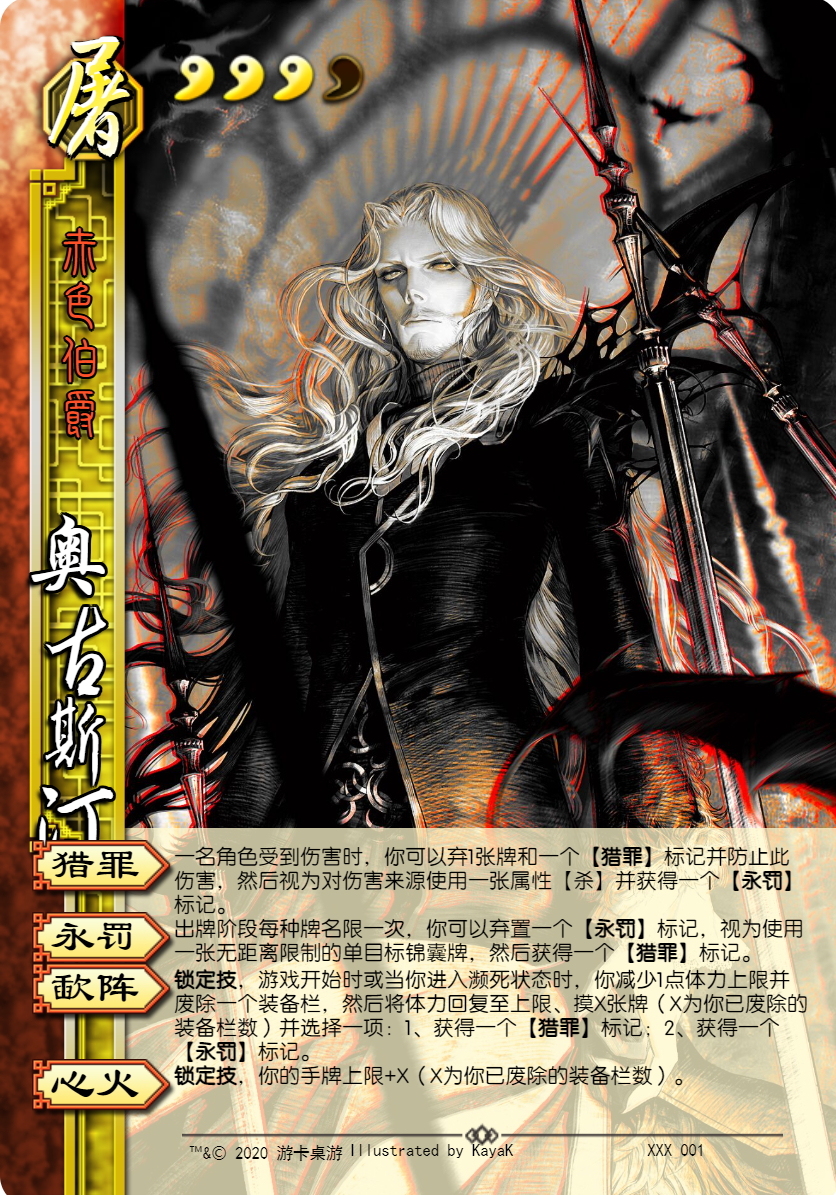 屠
赤色伯爵
奥古斯汀
猎罪
一名角色受到伤害时，你可以弃1张牌和一个【猎罪】标记并防止此
伤害，然后视为对伤害来源使用一张属性【杀】并获得一个【永罚】
标记。
永罚
出牌阶段每种牌名限一次，你可以弃置一个【永罚】标记，视为使用
一张无距离限制的单目标锦囊牌，然后获得一个【猎罪】标记。
歃阵
锁定技，游戏开始时或当你进入濒死状态时，你减少1点体力上限并
废除一个装备栏，然后将体力回复至上限、摸X张牌（X为你已废除的
装备栏数）并选择一项：1、获得一个【猎罪】标记；2、获得一个
【永罚】标记。
心火
锁定技，你的手牌上限+X（X为你已废除的装备栏数）。
™&© 2020 游卡桌游 Illustrated by KayaK
XXX 001